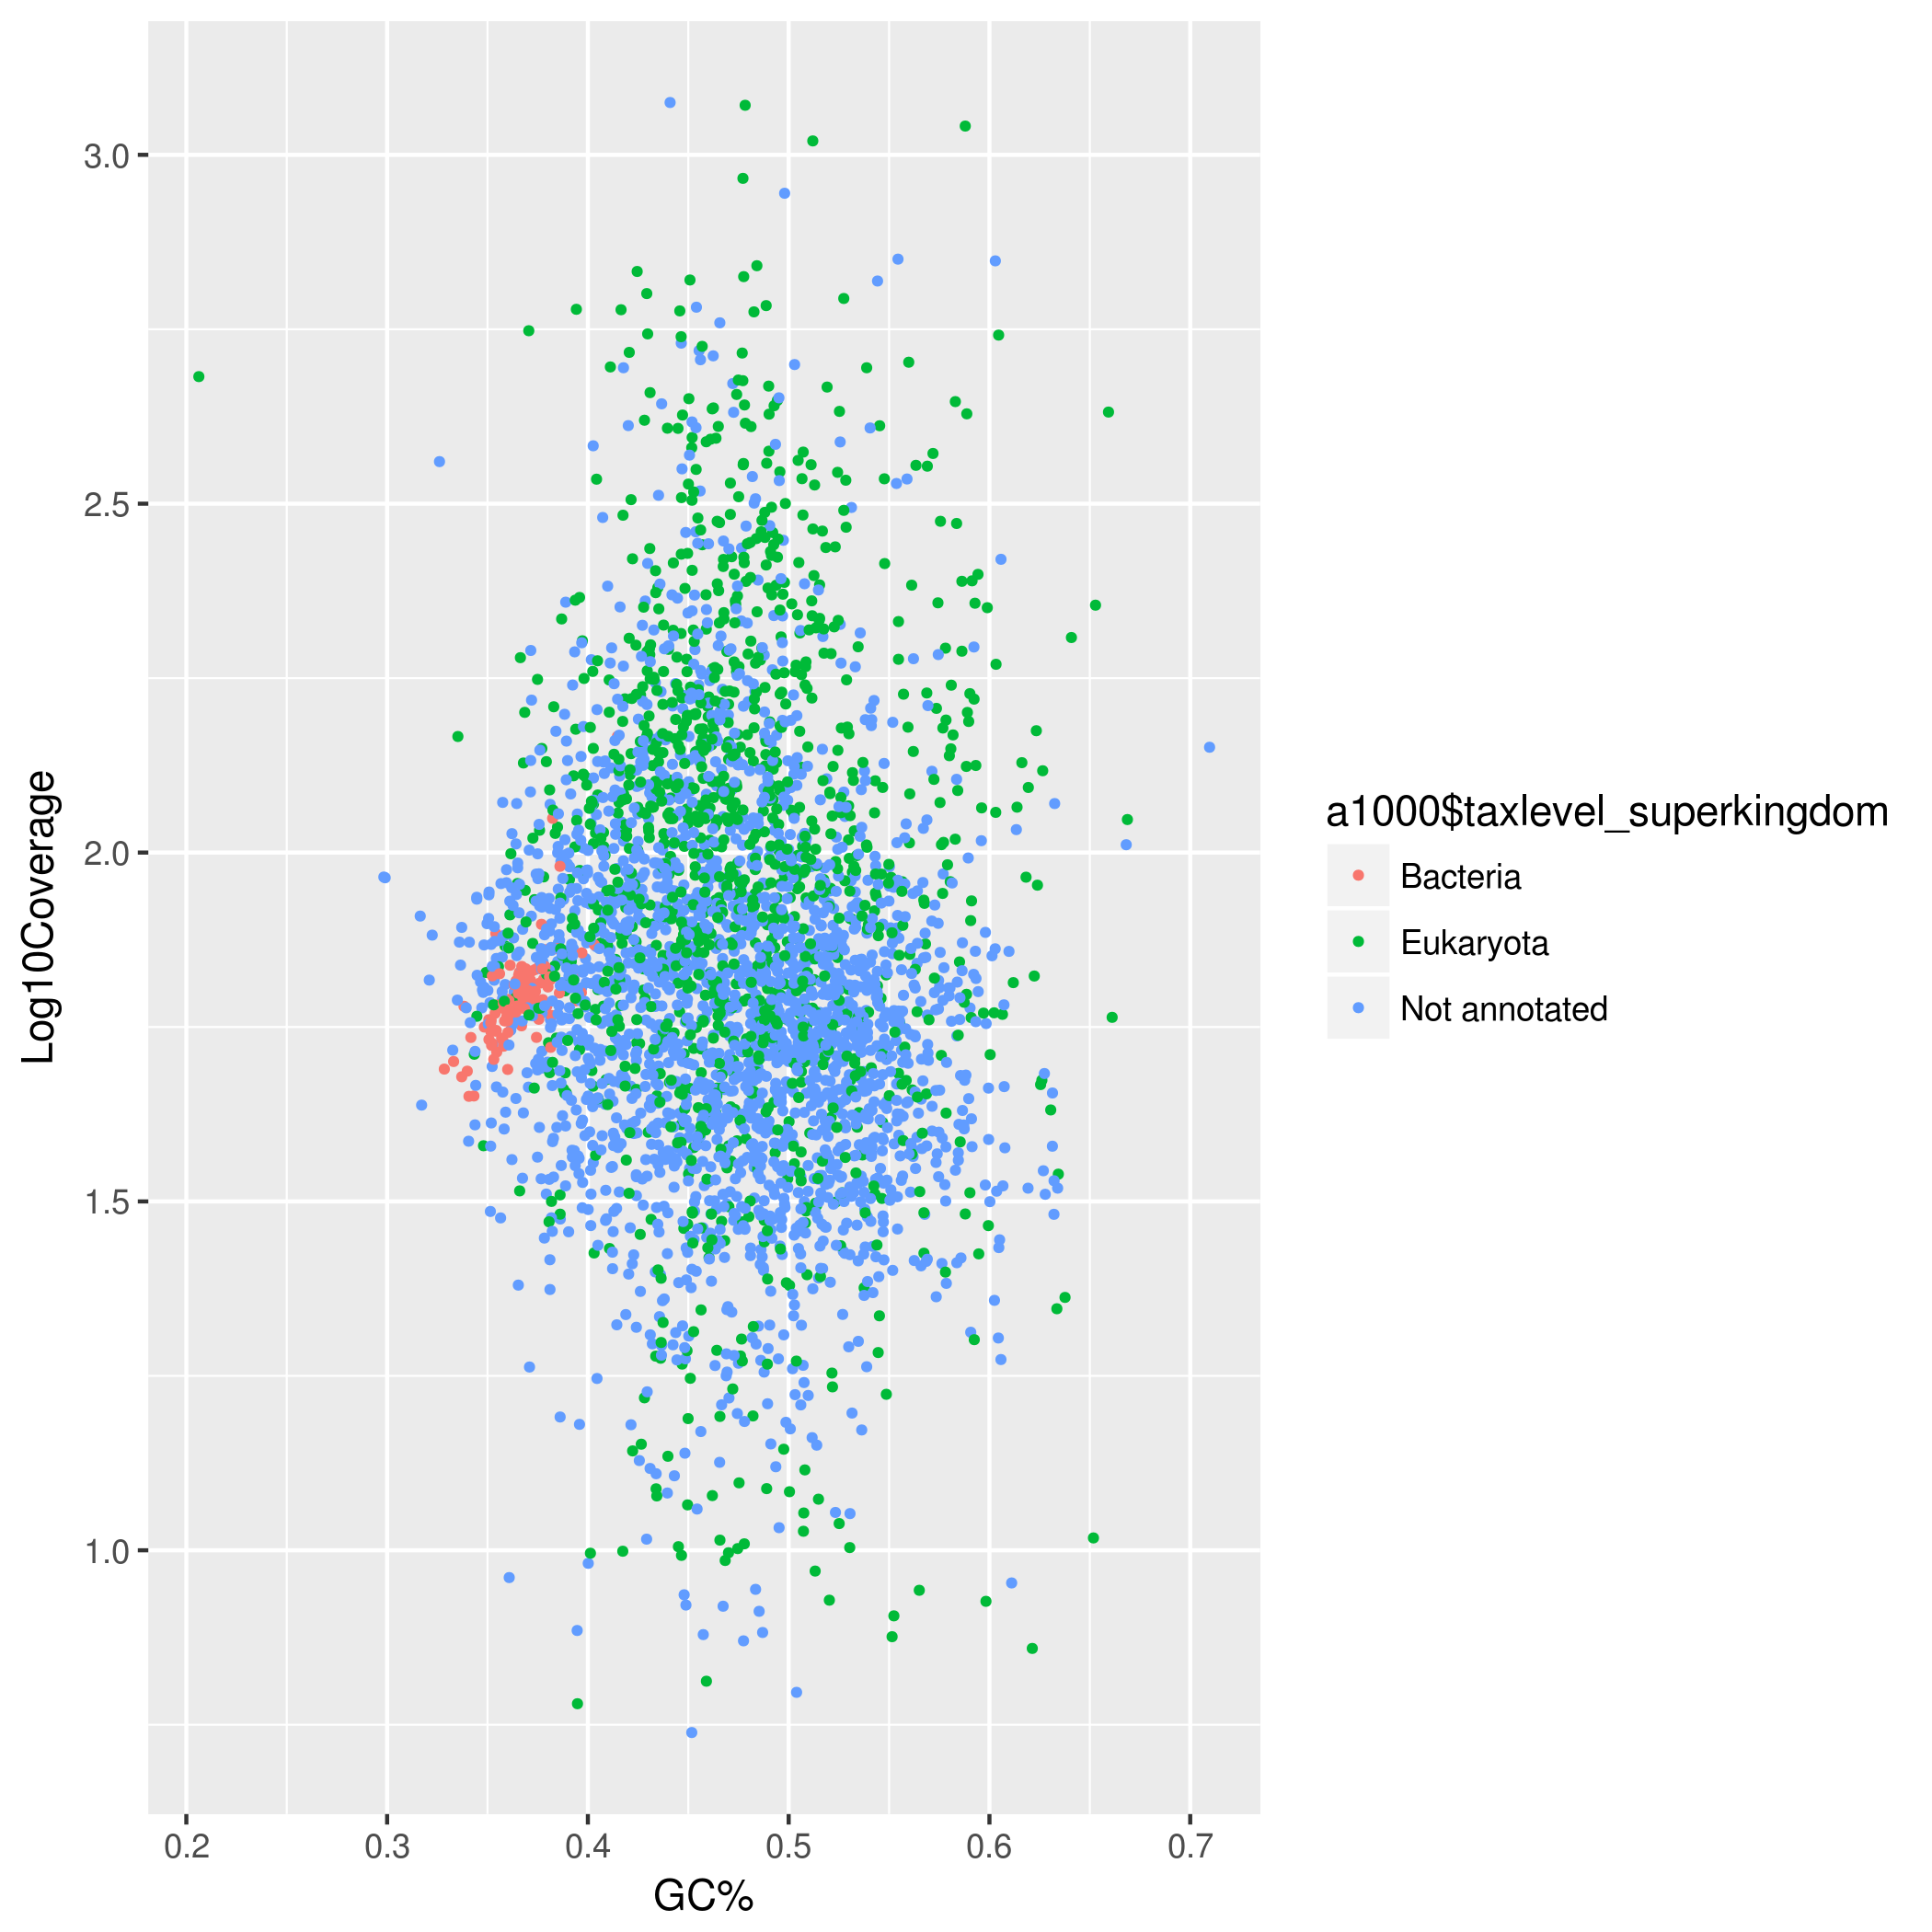 3.0
2.5
2.0
1.5
1.0
Log10Coverage
0.2 0.3 0.4 0.5 0.6 0.7
GC%
a1000$taxlevel_superkingdom
Bacteria
Eukaryota
Not annotated